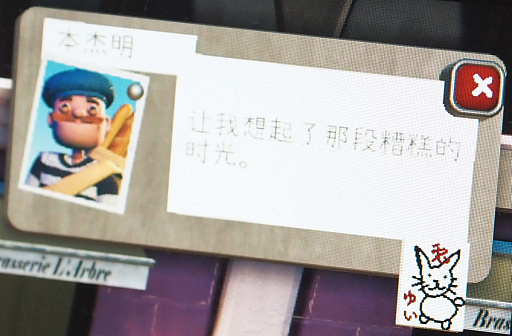 本杰明
让我想起了那段糟糕的
时光。
asserie L'Arbre
ゆい
Bras